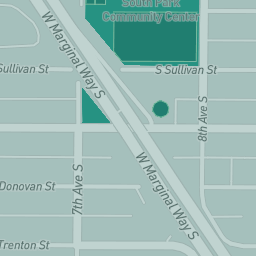 South Park
Community Center
W Marginal Way S
Sullivan St
S Sullivan St
8th Ave S
W Marginal Way S
7th Ave S
Donovan St
Trenton St